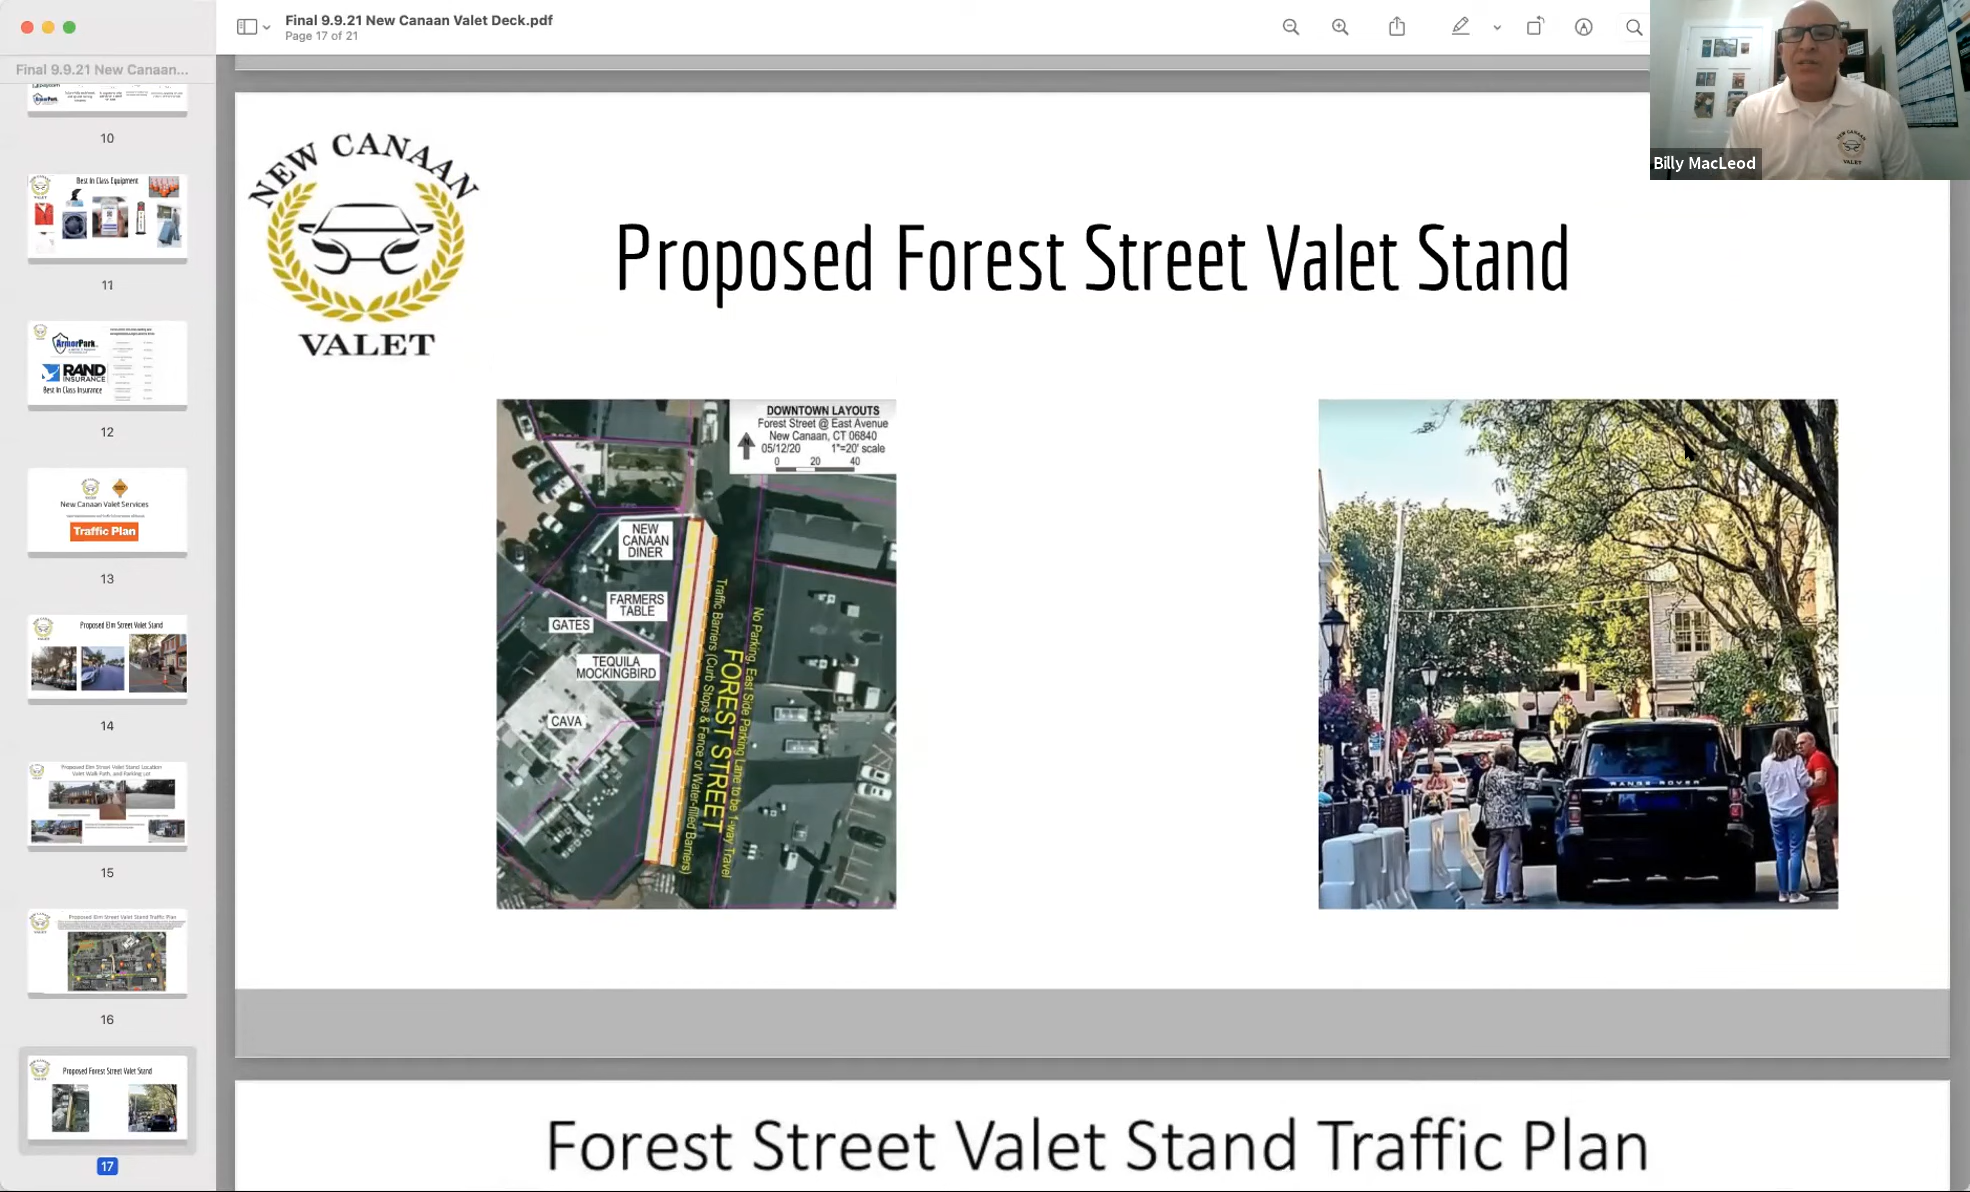 Final 9.9.21 New Canaan Valet Deck.pdf
Page 17 of 21
Final 9.9.21 New Canaan...
10
Best In Class Equipment
11
ArmorPark
RAND
INSURANCE
Best In Class Insurance
12
New Canaan Valet Services
Traffic Plan
13
Proposed Elm Street Valet Stand
14
Proposed Elm Street Valet Stand Location
Valet Walk Path, and Parking Lot
15
Proposed Elm Street Valet Stand Traffic Plan
16
Proposed Forest Street Valet Stand
17
NEW CANAAN
VALET
Proposed Forest Street Valet Stand
DOWNTOWN LAYOUTS
Forest Street @ East Avenue
New Canaan, CT 06840
05/12/20 1"=20' scale
0 20 40
N
NEW
CANAAN
DINER
FARMERS
TABLE
GATES
TEQUILA
MOCKINGBIRD
CAVA
Traffic Barriers (Curb Stops & Fence or Water-filled Barriers)
FOREST STREET
No Parking, East Side Parking Lane to be 1-way Travel
RANGE ROVER
Forest Street Valet Stand Traffic Plan
NEW CANAAN
VALET
Billy MacLeod